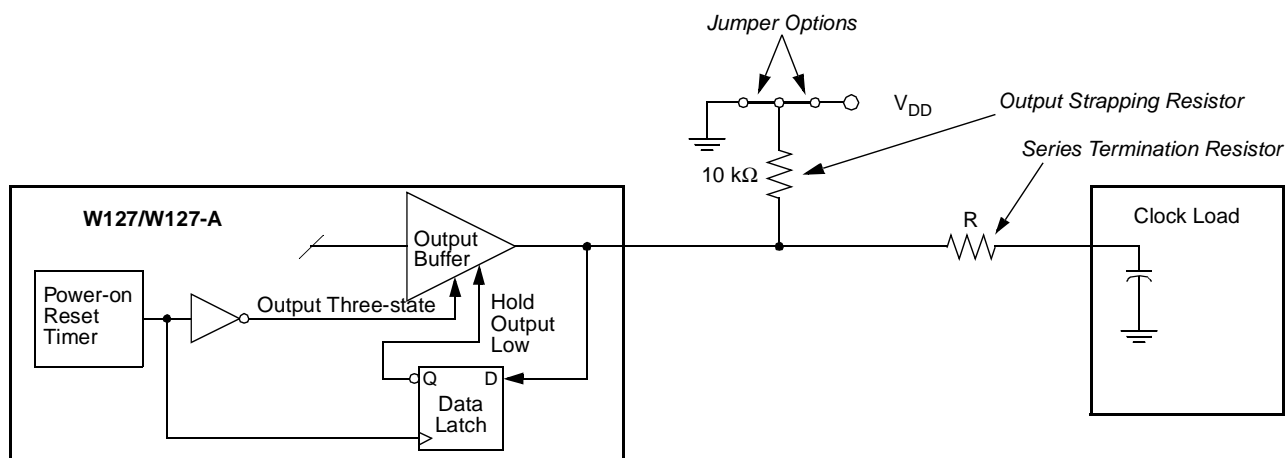 Jumper Options
V_DD
Output Strapping Resistor
10 kΩ
Series Termination Resistor
W127/W127-A
Output
Buffer
R
Clock Load
Power-on
Reset
Timer
Output Three-state
Hold
Output
Low
Q D
Data
Latch